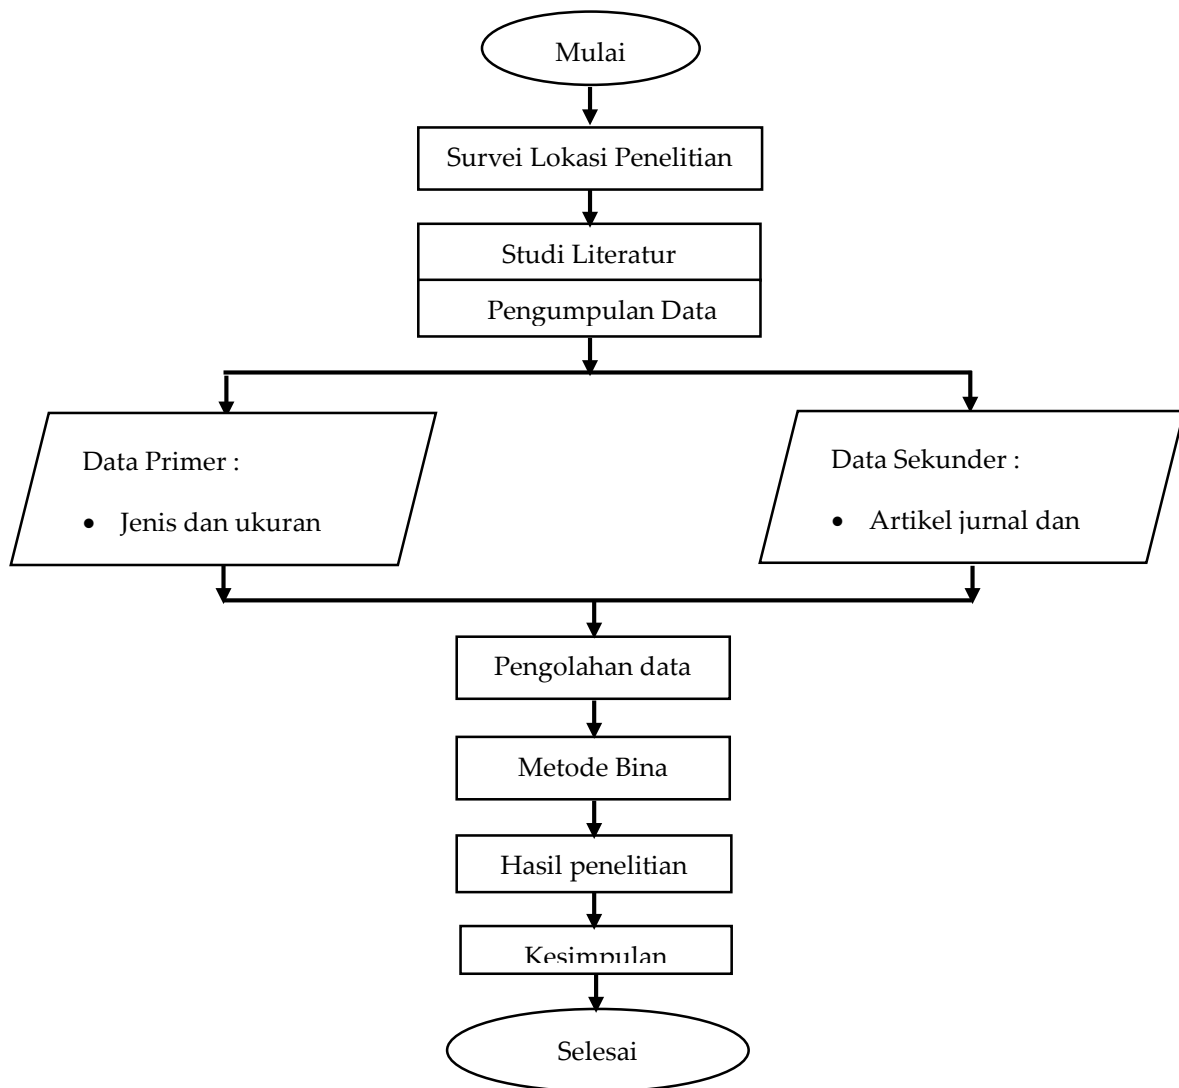 Mulai
Survei Lokasi Penelitian
Studi Literatur
Pengumpulan Data
Data Primer :
• Jenis dan ukuran
Data Sekunder :
• Artikel jurnal dan
Pengolahan data
Metode Bina
Hasil penelitian
Kesimpulan
Selesai